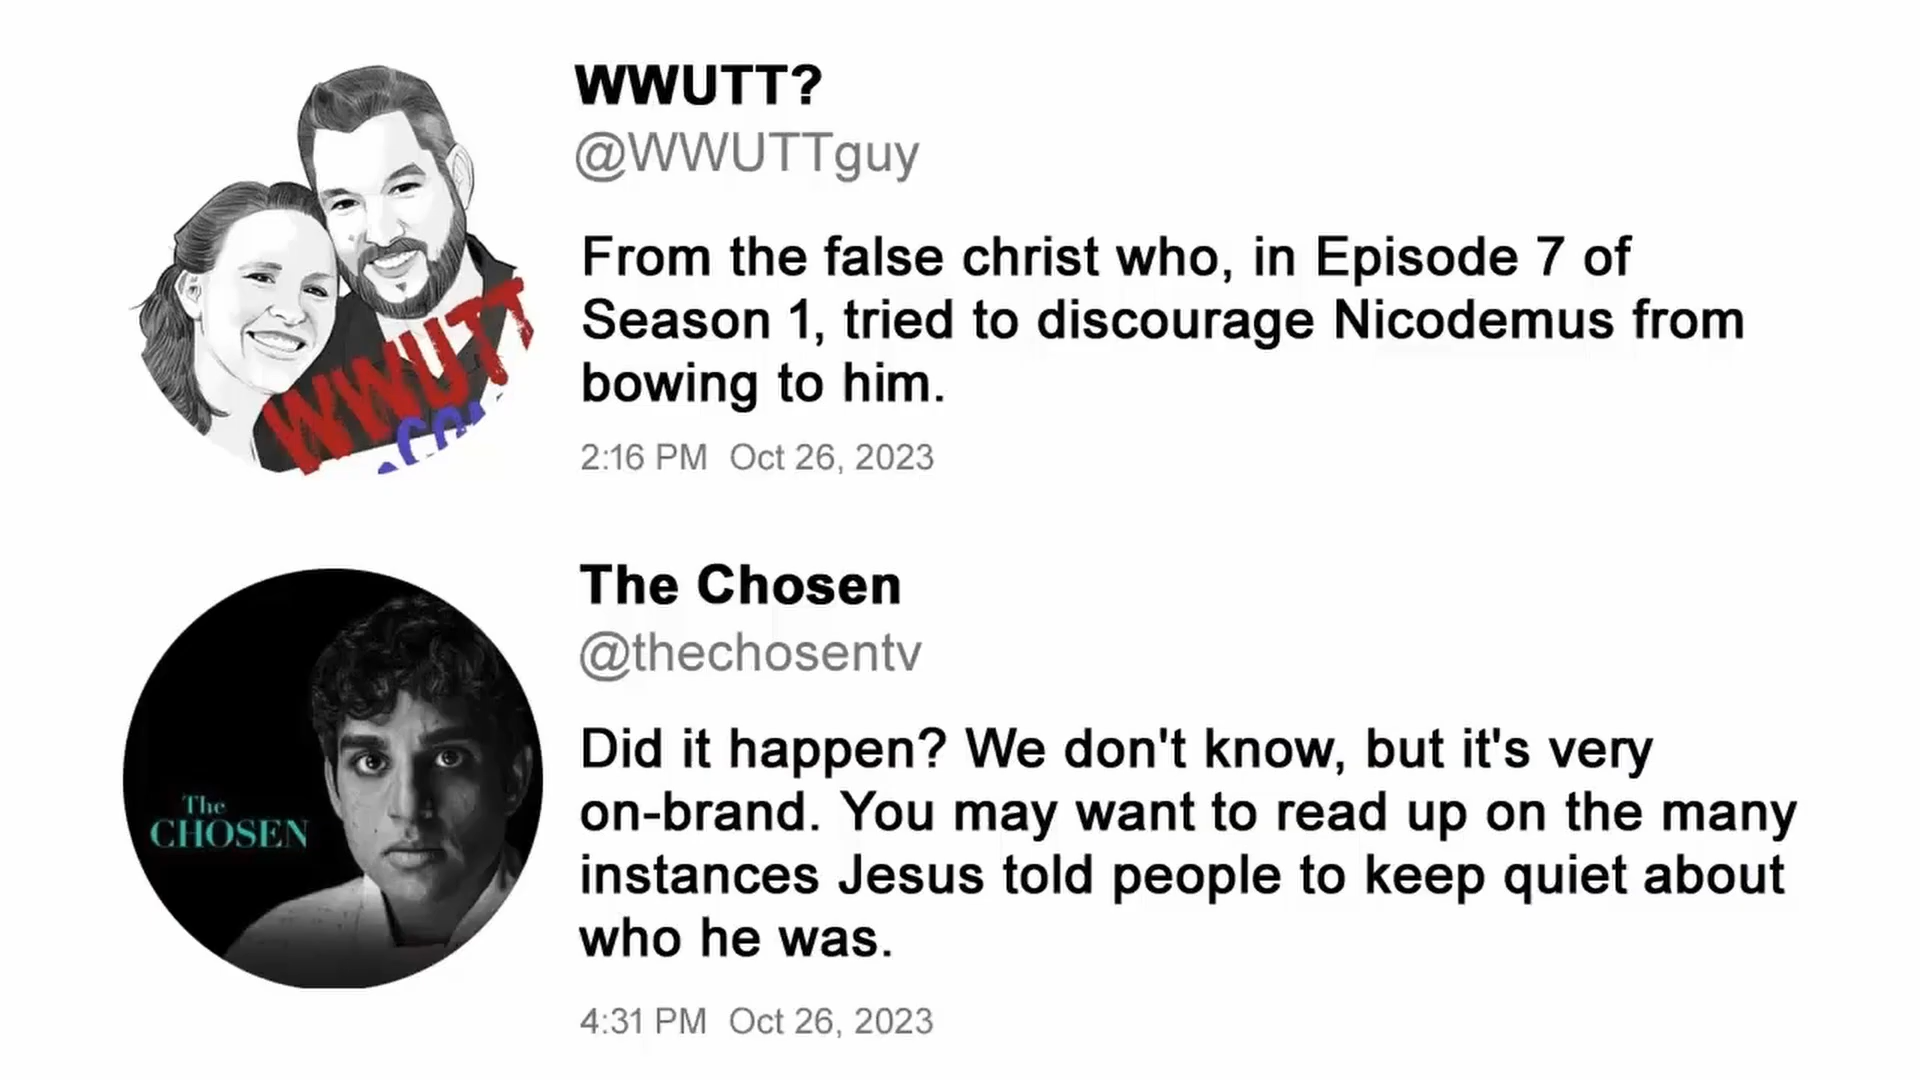 WWUTT?
@WWUTTguy
From the false christ who, in Episode 7 of
Season 1, tried to discourage Nicodemus from
bowing to him.
2:16 PM Oct 26, 2023
WWUTT
The Chosen
@thechosentv
Did it happen? We don't know, but it's very
on-brand. You may want to read up on the many
instances Jesus told people to keep quiet about
who he was.
4:31 PM Oct 26, 2023
The
CHOSEN